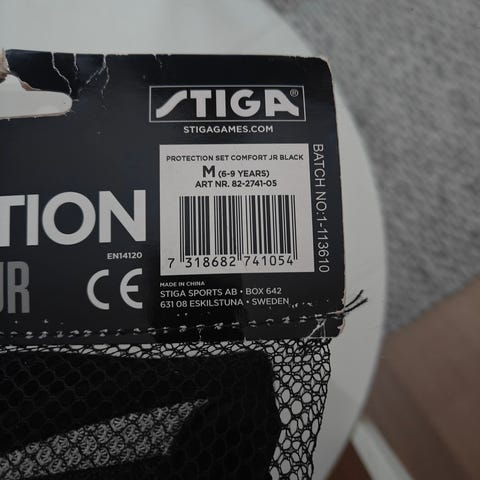 STIGA®
STIGAGAMES.COM
PROTECTION SET COMFORT JR BLACK
M (6-9 YEARS)
ART NR. 82-2741-05
7 318682 741054
BATCH NO:1-113610
TION
EN14120
UR
CE
MADE IN CHINA
STIGA SPORTS AB • BOX 642
631 08 ESKILSTUNA • SWEDEN